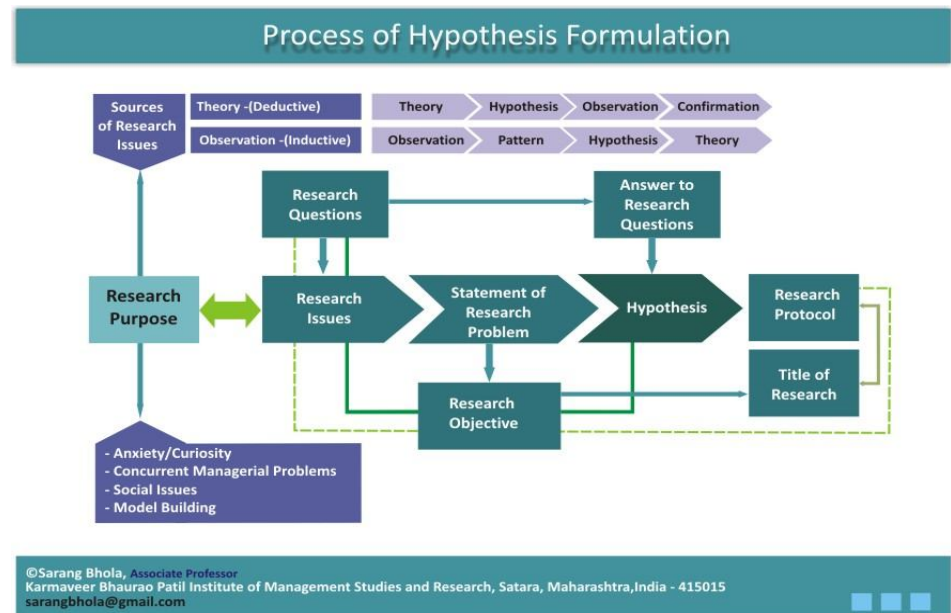 Process of Hypothesis Formulation
Sources
of Research
Issues
Theory -(Deductive)
Theory
Hypothesis
Observation
Confirmation
Observation -(Inductive)
Observation
Pattern
Hypothesis
Theory
Research
Questions
Answer to
Research
Questions
Research
Purpose
Research
Issues
Statement of
Research
Problem
Hypothesis
Research
Protocol
Title of
Research
Research
Objective
- Anxiety/Curiosity
- Concurrent Managerial Problems
- Social Issues
- Model Building
©Sarang Bhola, Associate Professor
Karmaveer Bhaurao Patil Institute of Management Studies and Research, Satara, Maharashtra,India - 415015
sarangbhola@gmail.com